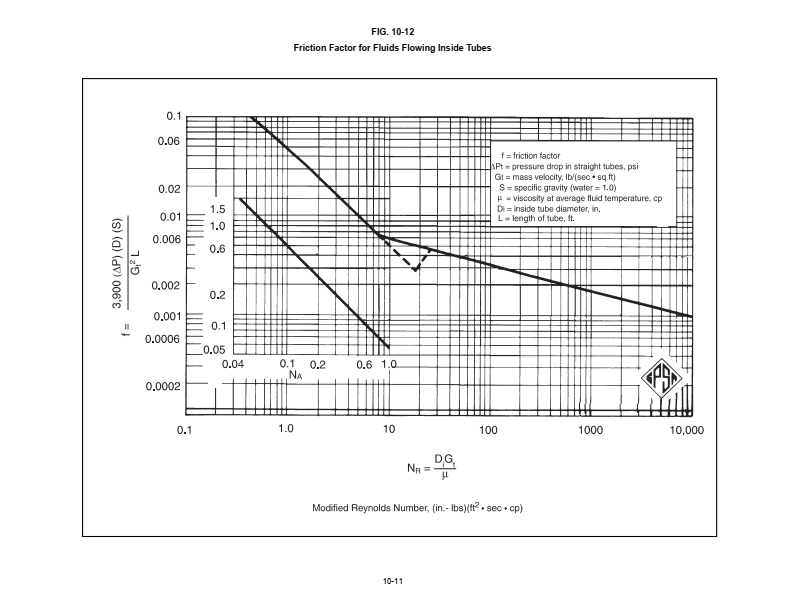 FIG. 10-12
Friction Factor for Fluids Flowing Inside Tubes
0.1
0.06
0.02
0.01
0.006
0.002
0.001
0.0006
0.0002
f = 3,900 (ΔP) (D) (S)
Gt² L
f = friction factor
ΔPt = pressure drop in straight tubes, psi
Gt = mass velocity, lb/(sec • sq ft)
S = specific gravity (water = 1.0)
μ = viscosity at average fluid temperature, cp
Di = inside tube diameter, in.
L = length of tube, ft.
1.5
1.0
0.6
0.2
0.1
0.05
0.04 0.1 0.2 0.6 1.0
NA
GPSA
0.1 1.0 10 100 1000 10,000
NR = DiGt
μ
Modified Reynolds Number, (in.- lbs)(ft² • sec • cp)
10-11